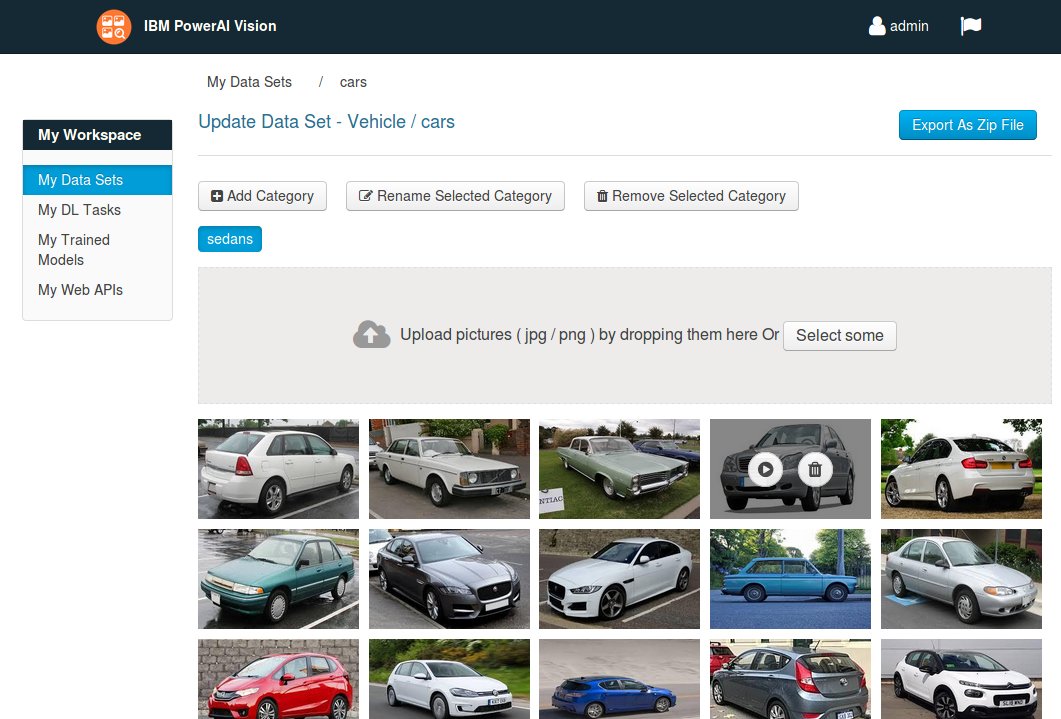 IBM PowerAI Vision
admin
My Data Sets / cars
Update Data Set - Vehicle / cars
Export As Zip File
My Workspace
My Data Sets
My DL Tasks
My Trained
Models
My Web APIs
Add Category
Rename Selected Category
Remove Selected Category
sedans
Upload pictures ( jpg / png ) by dropping them here Or Select some
NTIAC